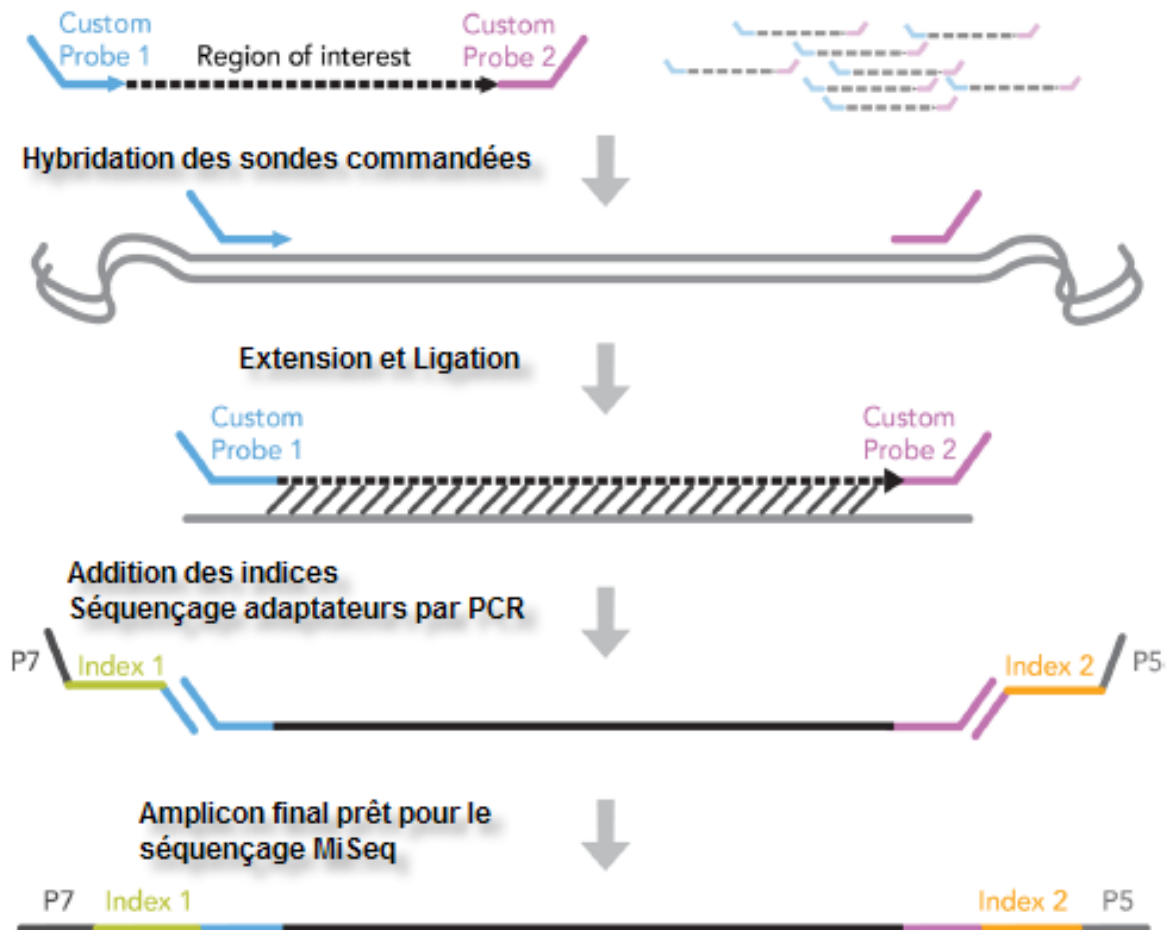 Custom
Probe 1
Region of interest
Custom
Probe 2
Hybridation des sondes commandées
Extension et Ligation
Custom
Probe 1
Custom
Probe 2
Addition des indices
Séquençage adaptateurs par PCR
P7
Index 1
Index 2
P5
Amplicon final prêt pour le
séquençage MiSeq
P7
Index 1
Index 2
P5